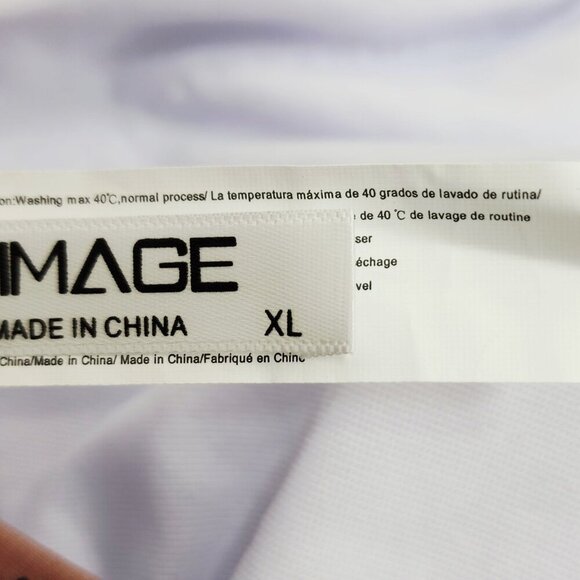 on:Washing max 40℃,normal process/ La temperatura máxima de 40 grados de lavado de rutina/
de 40 ℃ de lavage de routine
ser
échage
vel
IMAGE
MADE IN CHINA XL
China/Made in China/ Made in China/Fabriqué en Chine